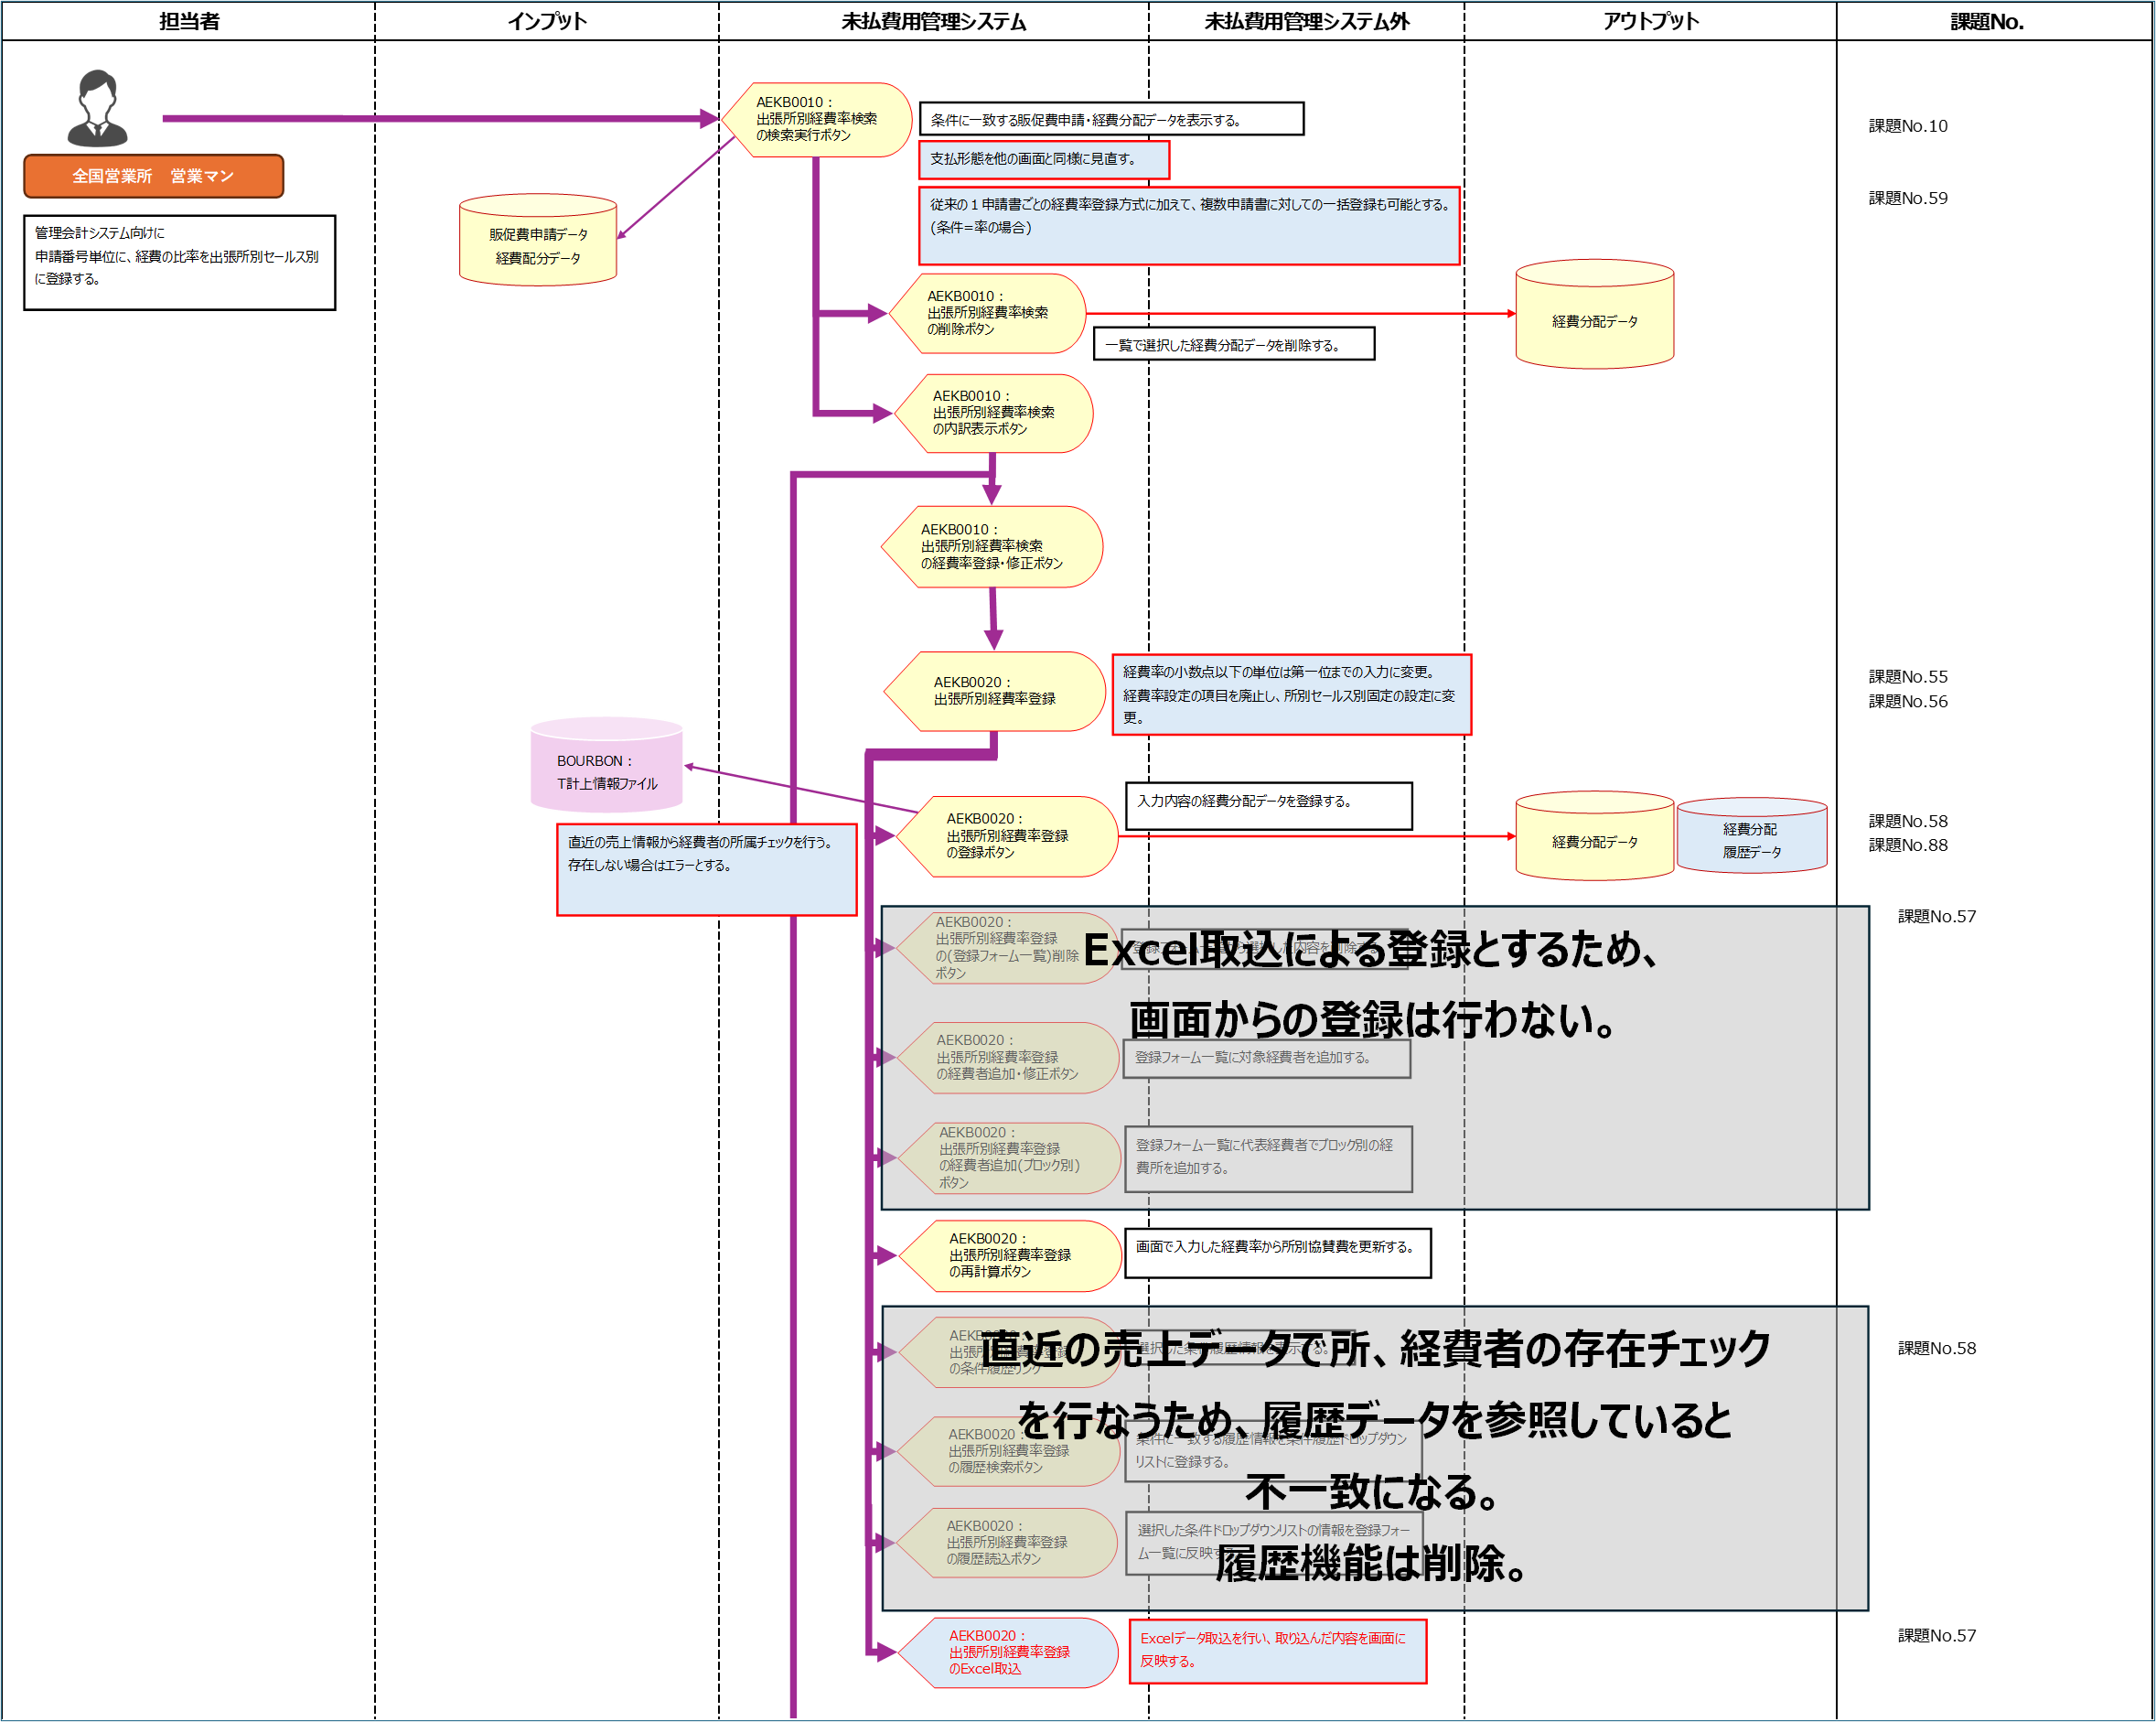 担当者
インプット
未払費用管理システム
未払費用管理システム外
アウトプット
課題No.
AEKB0010：
出張所別経費率検索
の検索実行ボタン
条件に一致する販促費申請・経費分配データを表示する。
課題No.10
支払形態を他の画面と同様に見直す。
全国営業所　営業マン
従来の１申請書ごとの経費率登録方式に加えて、複数申請書に対しての一括登録も可能とする。
(条件=率の場合)
課題No.59
管理会計システム向けに
申請番号単位に、経費の比率を出張所別セールス別
に登録する。
販促費申請データ
経費配分データ
AEKB0010：
出張所別経費率検索
の削除ボタン
一覧で選択した経費分配データを削除する。
経費分配データ
AEKB0010：
出張所別経費率検索
の内訳表示ボタン
AEKB0010：
出張所別経費率検索
の経費率登録・修正ボタン
AEKB0020：
出張所別経費率登録
経費率の小数点以下の単位は第一位までの入力に変更。
経費率設定の項目を廃止し、所別セールス別固定の設定に変
更。
課題No.55
課題No.56
BOURBON：
T計上情報ファイル
直近の売上情報から経費者の所属チェックを行う。
存在しない場合はエラーとする。
AEKB0020：
出張所別経費率登録
の登録ボタン
入力内容の経費分配データを登録する。
経費分配データ
経費分配
履歴データ
課題No.58
課題No.88
課題No.57
AEKB0020：
出張所別経費率登録
の(登録フォーム一覧)削除
ボタン
Excel取込による登録とするため、
画面からの登録は行わない。
AEKB0020：
出張所別経費率登録
の経費者追加・修正ボタン
登録フォーム一覧に対象経費者を追加する。
AEKB0020：
出張所別経費率登録
の経費者追加(ブロック別)
ボタン
登録フォーム一覧に代表経費者でブロック別の経
費所を追加する。
AEKB0020：
出張所別経費率登録
の再計算ボタン
画面で入力した経費率から所別協賛費を更新する。
AEKB0020：
出張所別経費率登録
の条件履歴リンク
選択した条件履歴情報を表示する。
直近の売上データで所、経費者の存在チェック
を行なうため、履歴データを参照していると
不一致になる。
履歴機能は削除。
課題No.58
AEKB0020：
出張所別経費率登録
の履歴検索ボタン
条件に一致する履歴情報を条件履歴ドロップダウン
リストに登録する。
AEKB0020：
出張所別経費率登録
の履歴読込ボタン
選択した条件ドロップダウンリストの情報を登録フォー
ム一覧に反映す
AEKB0020：
出張所別経費率登録
のExcel取込
Excelデータ取込を行い、取り込んだ内容を画面に
反映する。
課題No.57